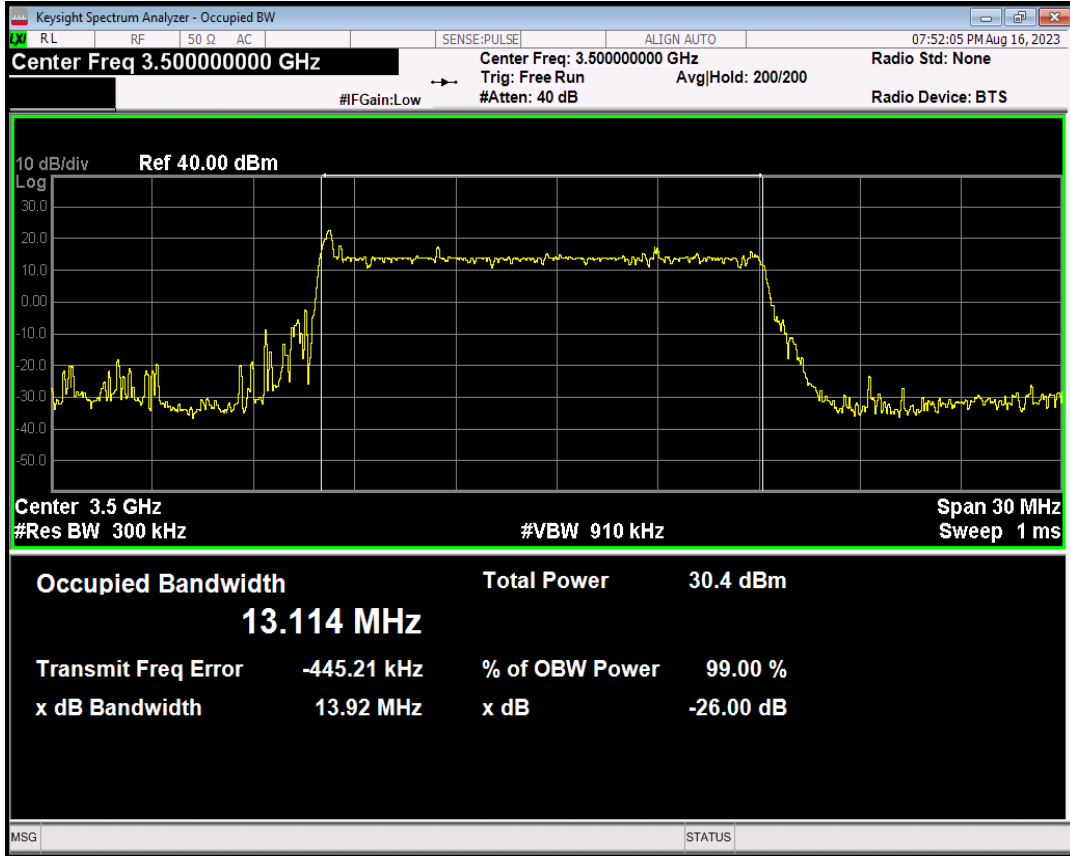 Keysight Spectrum Analyzer - Occupied BW
LXI RL RF 50 Ω AC SENSE:PULSE ALIGN AUTO 07:52:05 PM Aug 16, 2023
Center Freq 3.500000000 GHz
Center Freq: 3.500000000 GHz Radio Std: None
Trig: Free Run Avg|Hold: 200/200
#IFGain:Low #Atten: 40 dB Radio Device: BTS
10 dB/div Ref 40.00 dBm
Log
30.0
20.0
10.0
0.00
-10.0
-20.0
-30.0
-40.0
-50.0
Center 3.5 GHz Span 30 MHz
#Res BW 300 kHz #VBW 910 kHz Sweep 1 ms
Occupied Bandwidth Total Power 30.4 dBm
13.114 MHz
Transmit Freq Error -445.21 kHz % of OBW Power 99.00 %
x dB Bandwidth 13.92 MHz x dB -26.00 dB
MSG STATUS